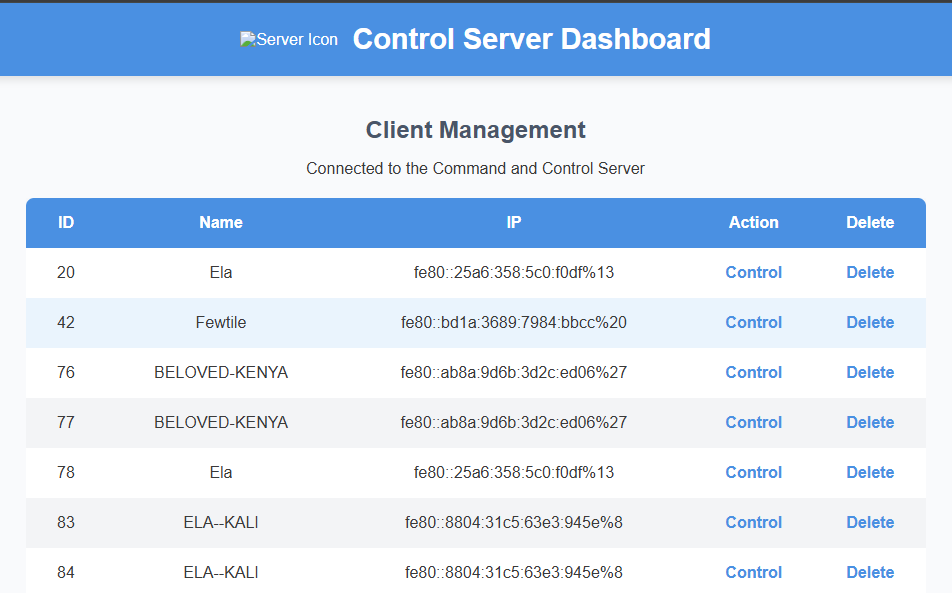 Server Icon Control Server Dashboard
Client Management
Connected to the Command and Control Server
ID Name IP Action Delete
20 Ela fe80::25a6:358:5c0:f0df%13 Control Delete
42 Fewtile fe80::bd1a:3689:7984:bbcc%20 Control Delete
76 BELOVED-KENYA fe80::ab8a:9d6b:3d2c:ed06%27 Control Delete
77 BELOVED-KENYA fe80::ab8a:9d6b:3d2c:ed06%27 Control Delete
78 Ela fe80::25a6:358:5c0:f0df%13 Control Delete
83 ELA--KALI fe80::8804:31c5:63e3:945e%8 Control Delete
84 ELA--KALI fe80::8804:31c5:63e3:945e%8 Control Delete